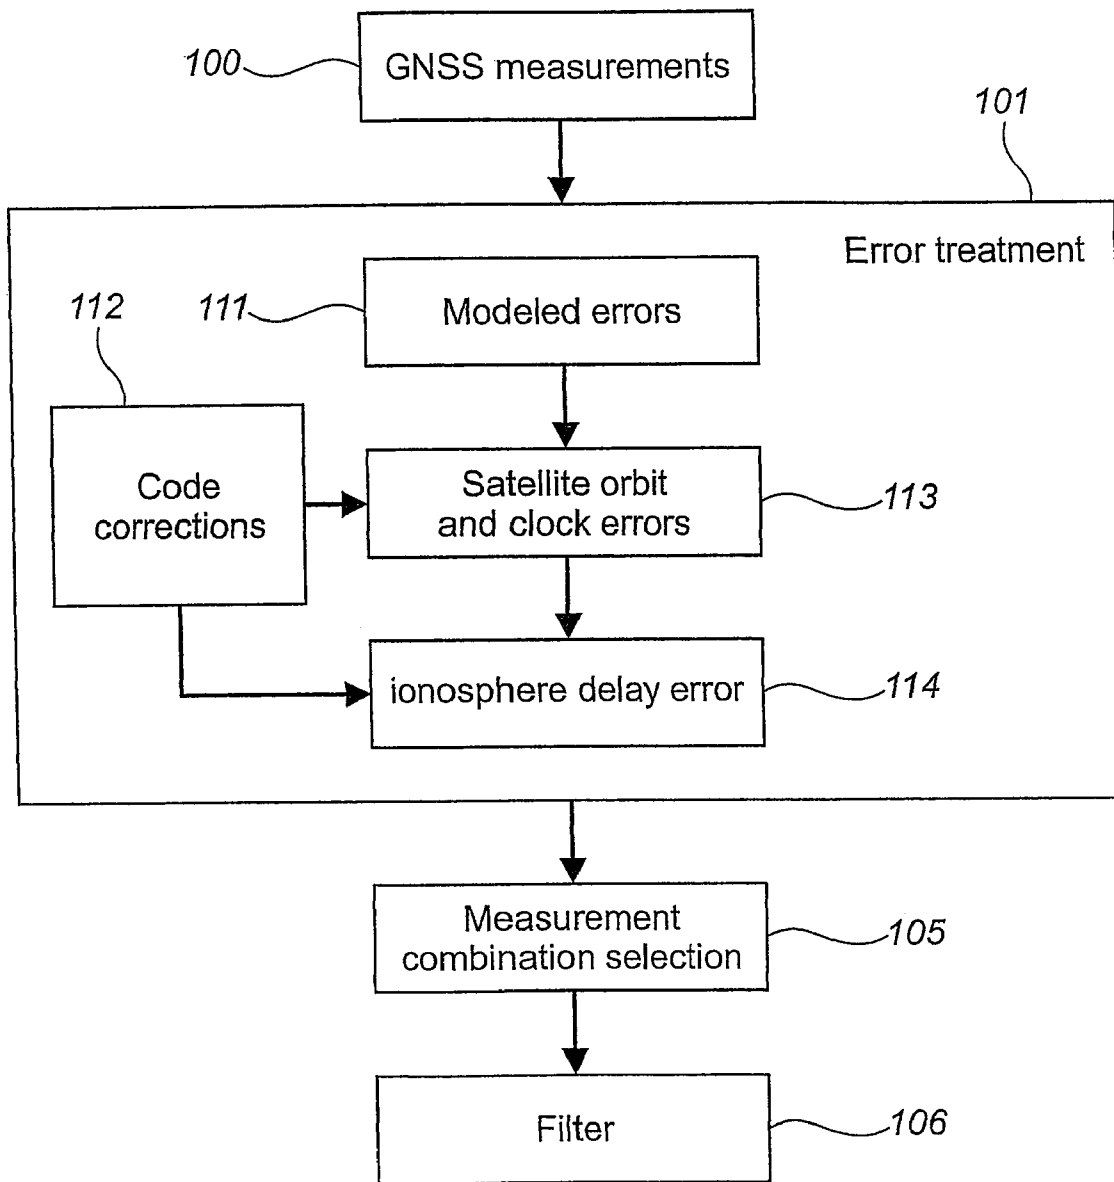 100
GNSS measurements
101
Error treatment
112
111
Modeled errors
Code
corrections
Satellite orbit
and clock errors
113
ionosphere delay error
114
Measurement
combination selection
105
Filter
106